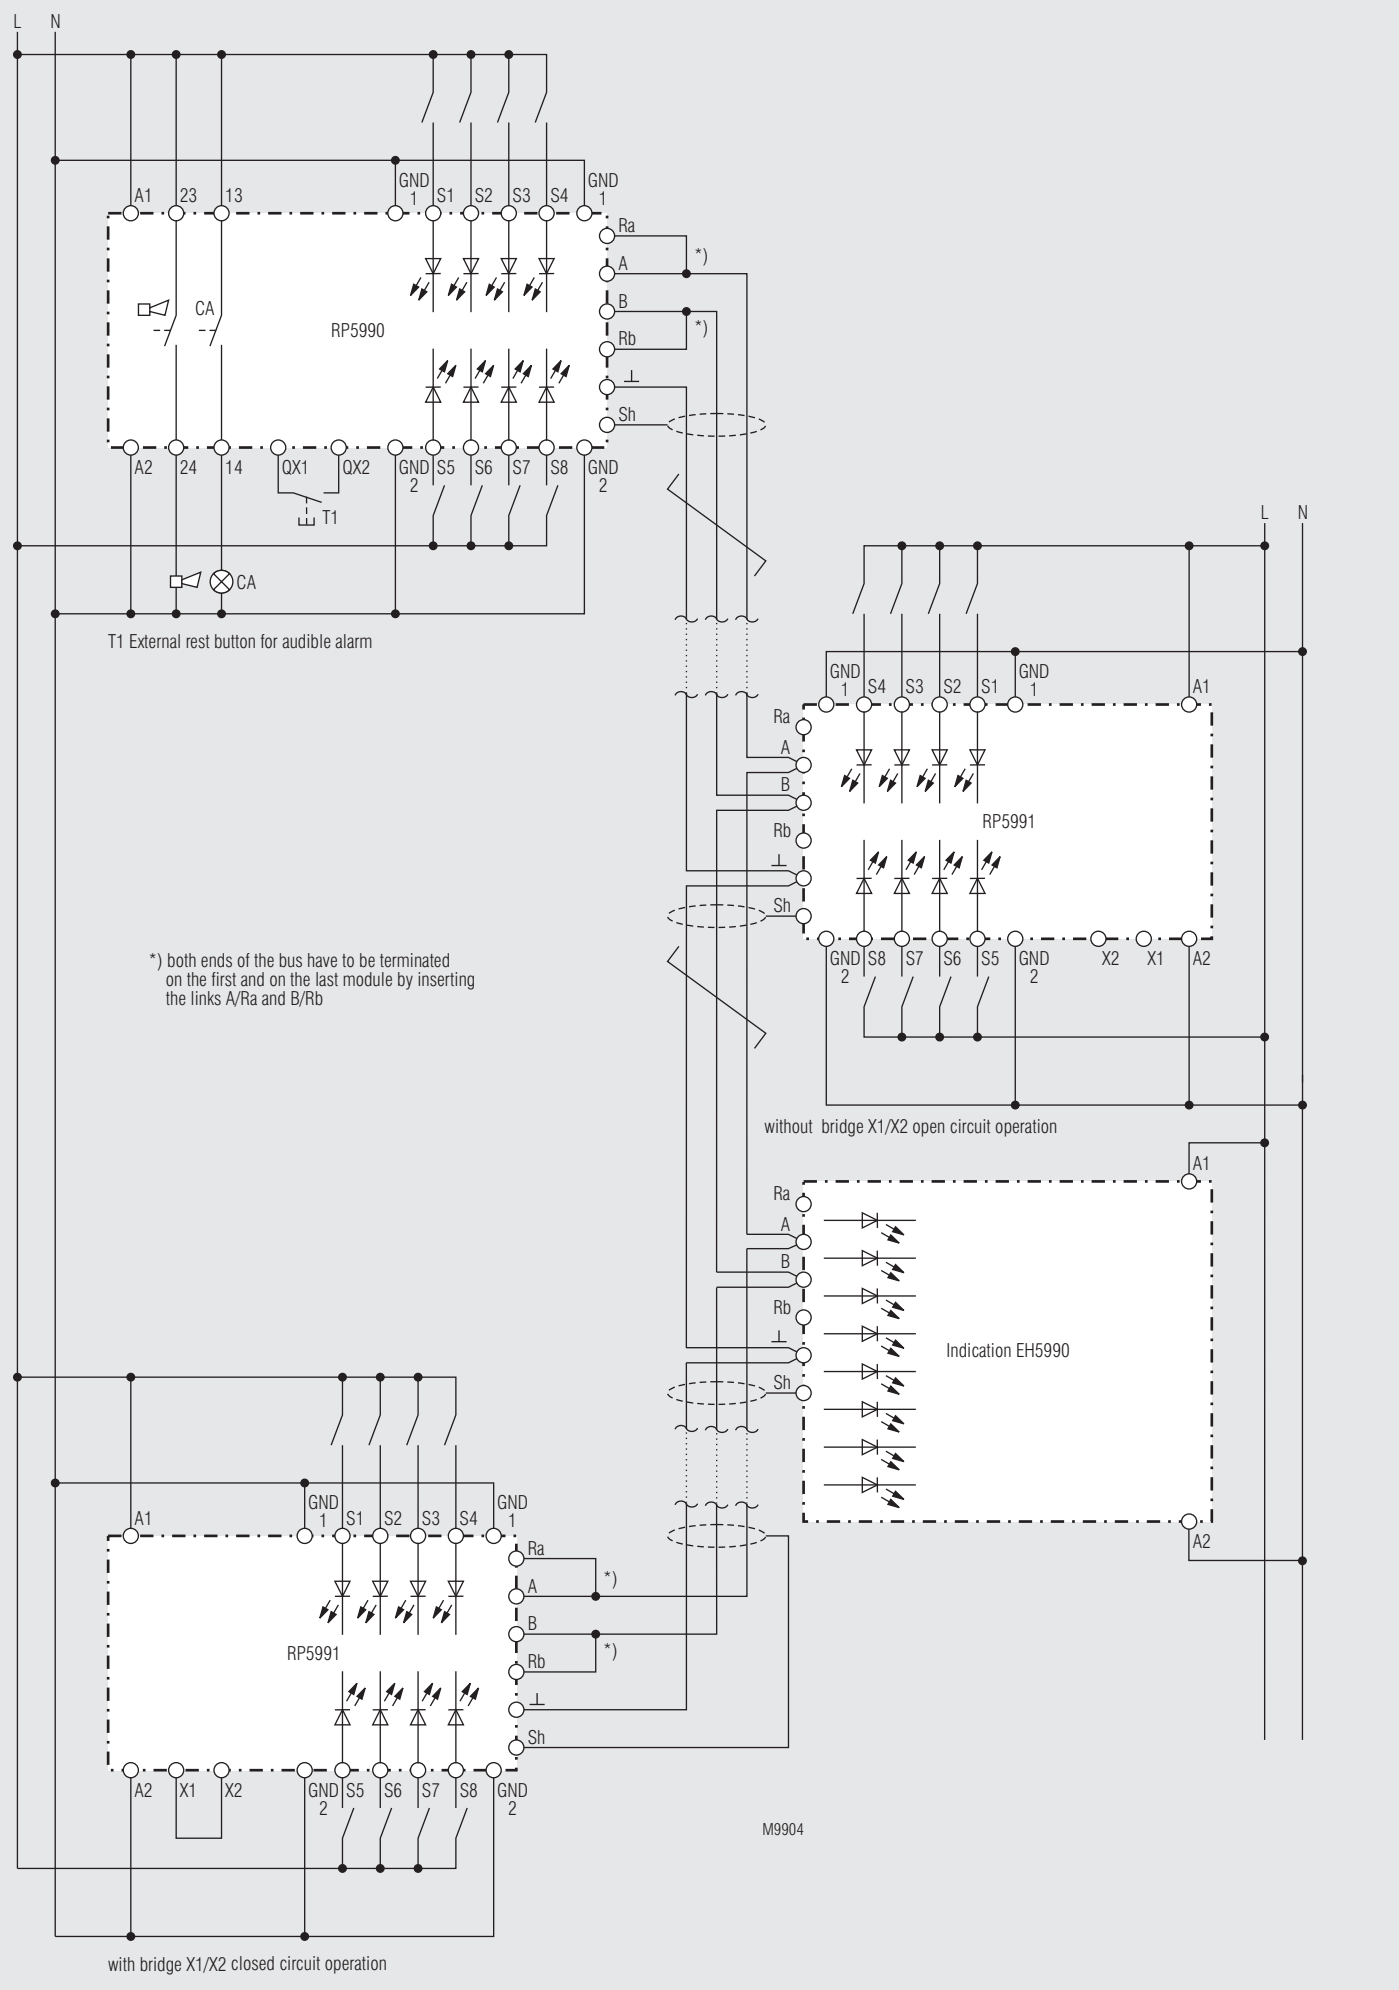 L N
A1 23 13 GND 1 S1 S2 S3 S4 GND 1
Ra
*)
A
B
*)
Rb
⊥
Sh
CA
RP5990
A2 24 14 QX1 QX2 GND 2 S5 S6 S7 S8 GND 2
T1
CA
T1 External rest button for audible alarm
L N
GND 1 S4 S3 S2 S1 GND 1 A1
Ra
A
B
Rb
⊥
Sh
RP5991
GND 2 S8 S7 S6 S5 GND 2 X2 X1 A2
without bridge X1/X2 open circuit operation
*) both ends of the bus have to be terminated
on the first and on the last module by inserting
the links A/Ra and B/Rb
A1
Ra
A
B
Rb
⊥
Sh
Indication EH5990
A2
A1 GND 1 S1 S2 S3 S4 GND 1
Ra
*)
A
B
*)
Rb
⊥
Sh
RP5991
A2 X1 X2 GND 2 S5 S6 S7 S8 GND 2
M9904
with bridge X1/X2 closed circuit operation